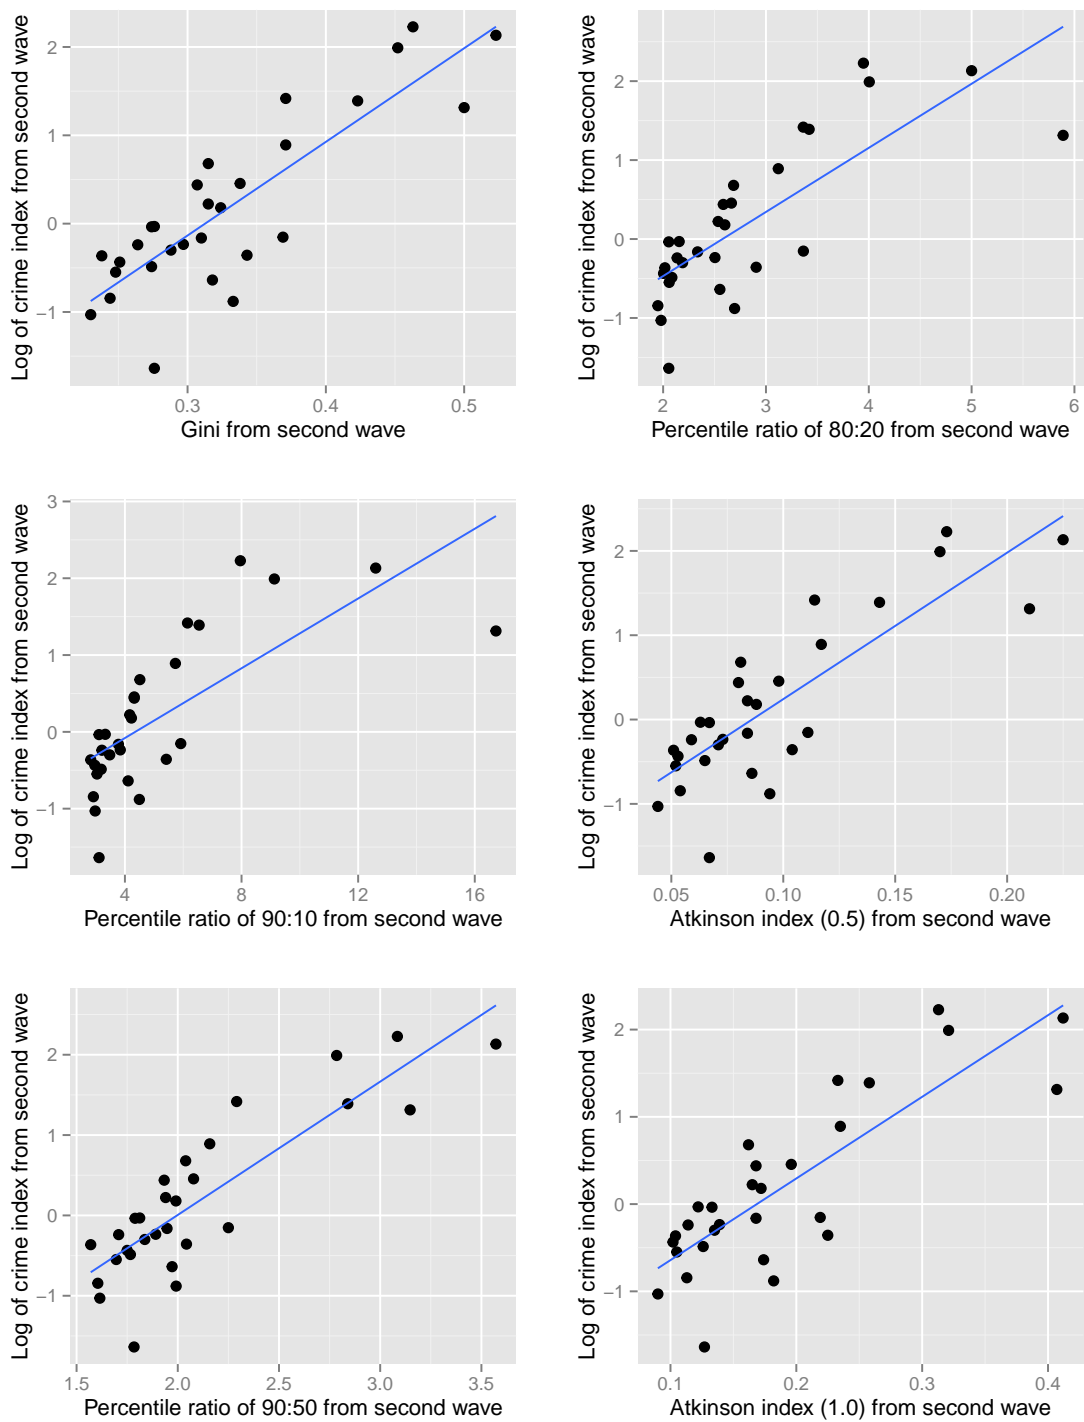 Log of crime index from second wave
2
1
0
−1
0.3 0.4 0.5
Gini from second wave
Log of crime index from second wave
2
1
0
−1
2 3 4 5 6
Percentile ratio of 80:20 from second wave
Log of crime index from second wave
3
2
1
0
−1
4 8 12 16
Percentile ratio of 90:10 from second wave
Log of crime index from second wave
2
1
0
−1
0.05 0.10 0.15 0.20
Atkinson index (0.5) from second wave
Log of crime index from second wave
2
1
0
−1
1.5 2.0 2.5 3.0 3.5
Percentile ratio of 90:50 from second wave
Log of crime index from second wave
2
1
0
−1
0.1 0.2 0.3 0.4
Atkinson index (1.0) from second wave